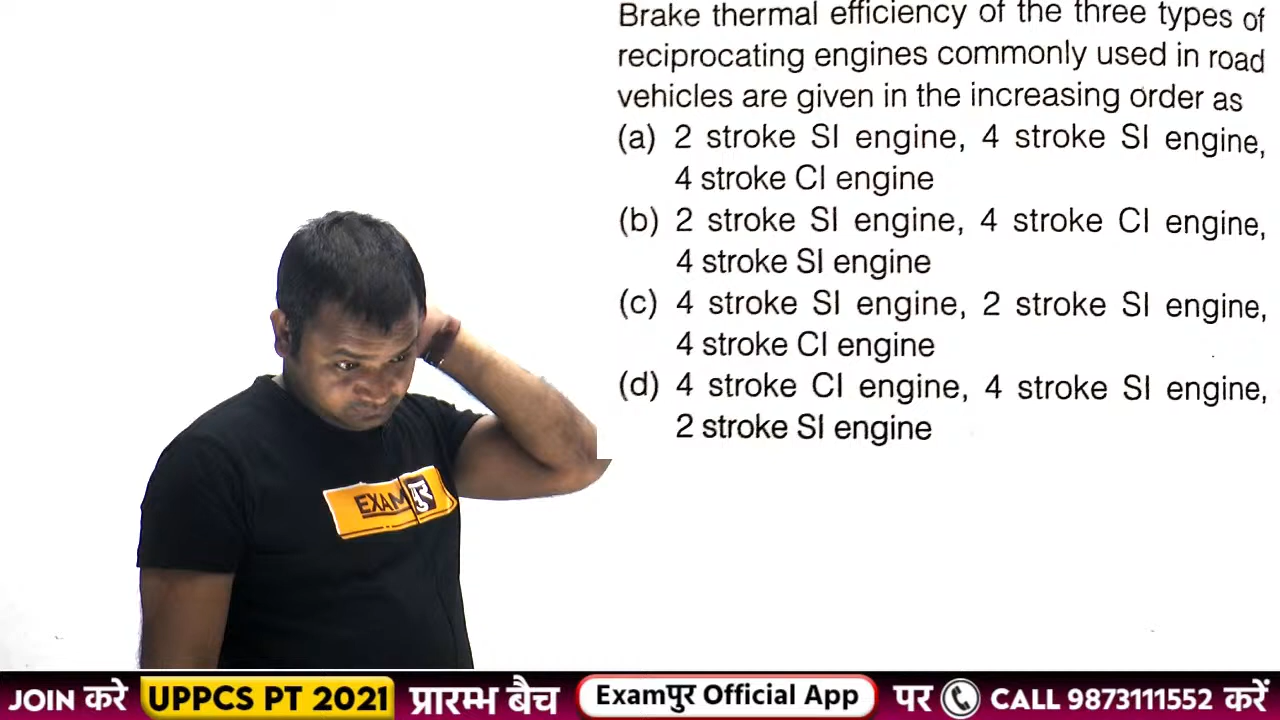 Brake thermal efficiency of the three types of
reciprocating engines commonly used in road
vehicles are given in the increasing order as
(a) 2 stroke SI engine, 4 stroke SI engine,
4 stroke CI engine
(b) 2 stroke SI engine, 4 stroke CI engine,
4 stroke SI engine
(c) 4 stroke SI engine, 2 stroke SI engine,
4 stroke CI engine
(d) 4 stroke CI engine, 4 stroke SI engine,
2 stroke SI engine
EXAMपुर
JOIN करे UPPCS PT 2021 प्रारम्भ बैच Examपुर Official App पर CALL 9873111552 करें